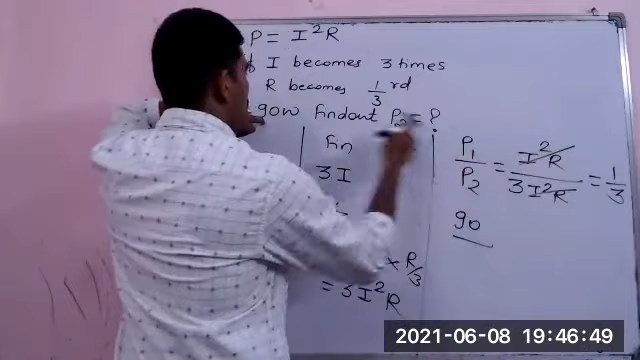 P = I²R
I becomes 3 times
R becomes 1/3 rd
90W findout P₂ = ?
fin
3I
× R/3
= 3I²R
P₁/P₂ = I²R/3I²R = 1/3
90
2021-06-08 19:46:49